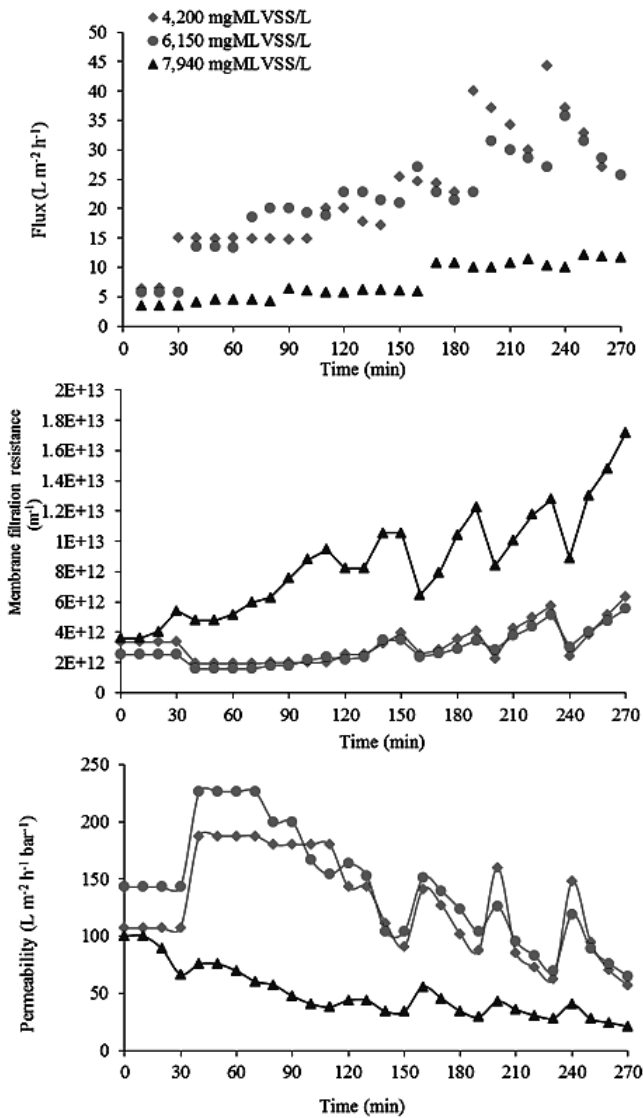 4,200 mgMLVSS/L
6,150 mgMLVSS/L
7,940 mgMLVSS/L
50
45
40
35
30
25
20
15
10
5
0
Flux (L m⁻² h⁻¹)
0 30 60 90 120 150 180 210 240 270
Time (min)
2E+13
1.8E+13
1.6E+13
1.4E+13
1.2E+13
1E+13
8E+12
6E+12
4E+12
2E+12
0
Membrane filtration resistance
(m⁻¹)
0 30 60 90 120 150 180 210 240 270
Time (min)
250
200
150
100
50
0
Permeability (L m⁻² h⁻¹ bar⁻¹)
0 30 60 90 120 150 180 210 240 270
Time (min)